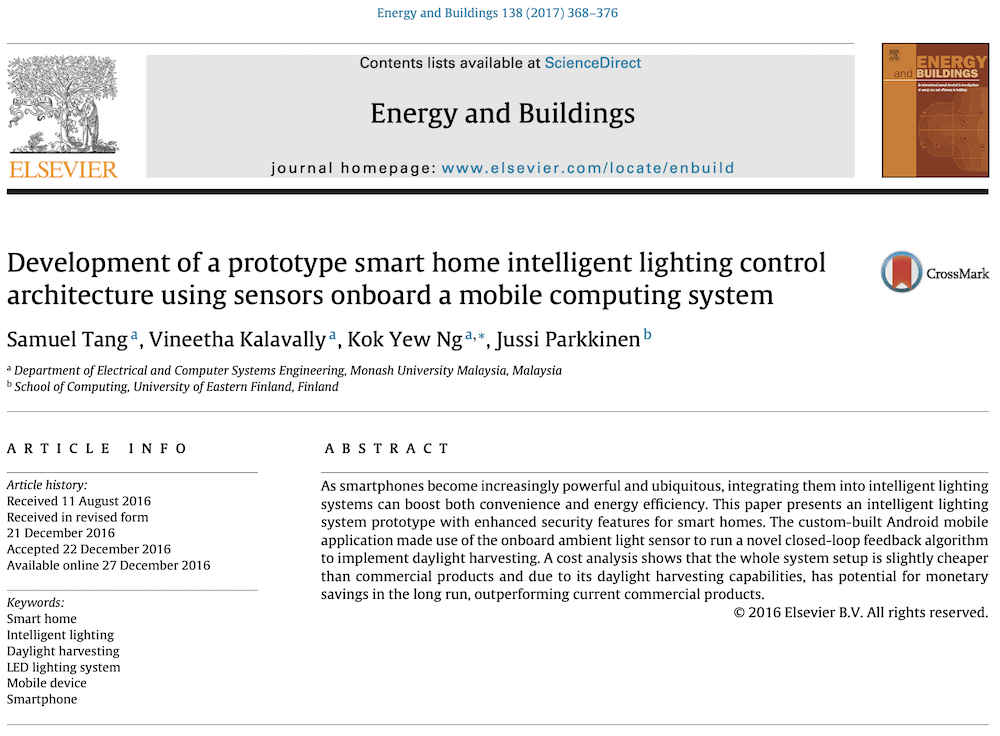 Energy and Buildings 138 (2017) 368–376
Contents lists available at ScienceDirect
Energy and Buildings
journal homepage: www.elsevier.com/locate/enbuild
ELSEVIER
ENERGY
and BUILDINGS
Development of a prototype smart home intelligent lighting control
architecture using sensors onboard a mobile computing system
CrossMark
Samuel Tang a, Vineetha Kalavally a, Kok Yew Ng a,*, Jussi Parkkinen b
a Department of Electrical and Computer Systems Engineering, Monash University Malaysia, Malaysia
b School of Computing, University of Eastern Finland, Finland
ARTICLE INFO
Article history:
Received 11 August 2016
Received in revised form
21 December 2016
Accepted 22 December 2016
Available online 27 December 2016
Keywords:
Smart home
Intelligent lighting
Daylight harvesting
LED lighting system
Mobile device
Smartphone
ABSTRACT
As smartphones become increasingly powerful and ubiquitous, integrating them into intelligent lighting
systems can boost both convenience and energy efficiency. This paper presents an intelligent lighting
system prototype with enhanced security features for smart homes. The custom-built Android mobile
application made use of the onboard ambient light sensor to run a novel closed-loop feedback algorithm
to implement daylight harvesting. A cost analysis shows that the whole system setup is slightly cheaper
than commercial products and due to its daylight harvesting capabilities, has potential for monetary
savings in the long run, outperforming current commercial products.
© 2016 Elsevier B.V. All rights reserved.